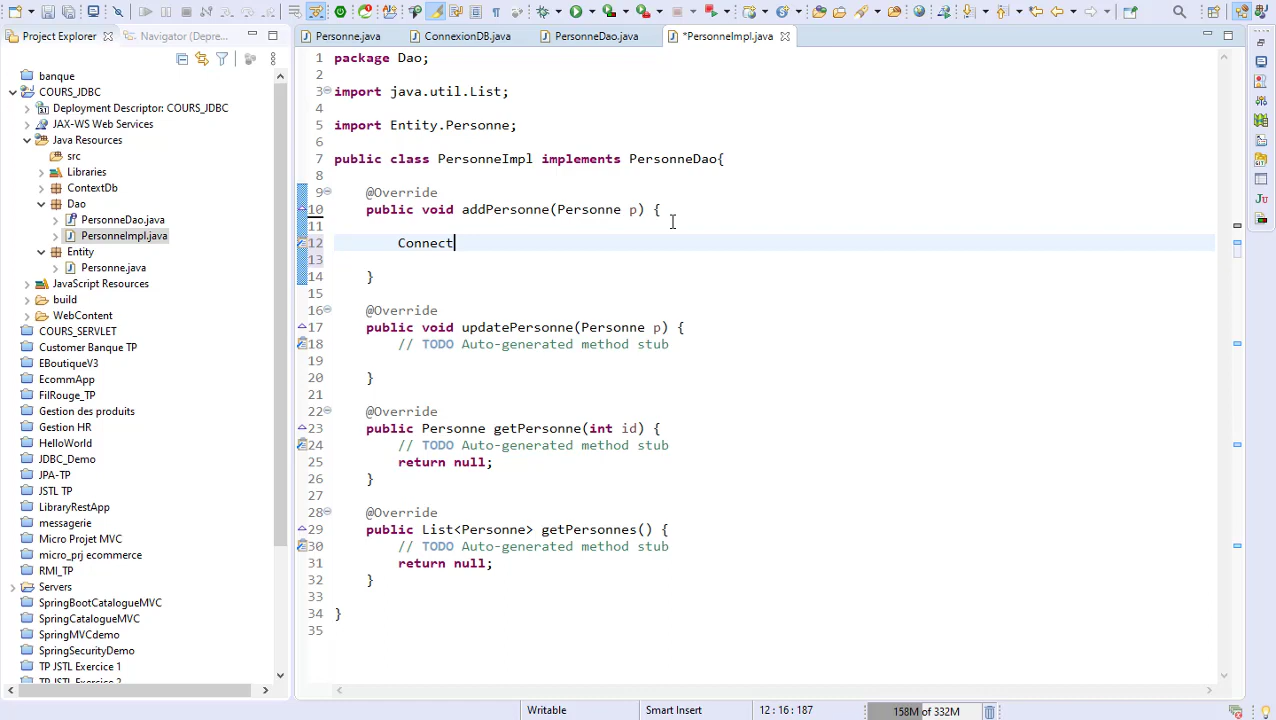 Project Explorer
Navigator (Depre...
Personne.java
ConnexionDB.java
PersonneDao.java
*PersonneImpl.java
banque
COURS_JDBC
Deployment Descriptor: COURS_JDBC
JAX-WS Web Services
Java Resources
src
Libraries
ContextDb
Dao
PersonneDao.java
PersonneImpl.java
Entity
Personne.java
JavaScript Resources
build
WebContent
COURS_SERVLET
Customer Banque TP
EBoutiqueV3
EcommApp
FilRouge_TP
Gestion des produits
Gestion HR
HelloWorld
JDBC_Demo
JPA-TP
JSTL TP
LibraryRestApp
messagerie
Micro Projet MVC
micro_prj ecommerce
RMI_TP
Servers
SpringBootCatalogueMVC
SpringCatalogueMVC
SpringMVCdemo
SpringSecurityDemo
TP JSTL Exercice 1
TP JSTL Exercice 2
1 package Dao;
2
3 import java.util.List;
4
5 import Entity.Personne;
6
7 public class PersonneImpl implements PersonneDao{
8
9 @Override
10 public void addPersonne(Personne p) {
11
12 Connect
13
14 }
15
16 @Override
17 public void updatePersonne(Personne p) {
18 // TODO Auto-generated method stub
19
20 }
21
22 @Override
23 public Personne getPersonne(int id) {
24 // TODO Auto-generated method stub
25 return null;
26 }
27
28 @Override
29 public List<Personne> getPersonnes() {
30 // TODO Auto-generated method stub
31 return null;
32 }
33
34 }
35
Writable
Smart Insert
12 : 16 : 187
158M of 332M